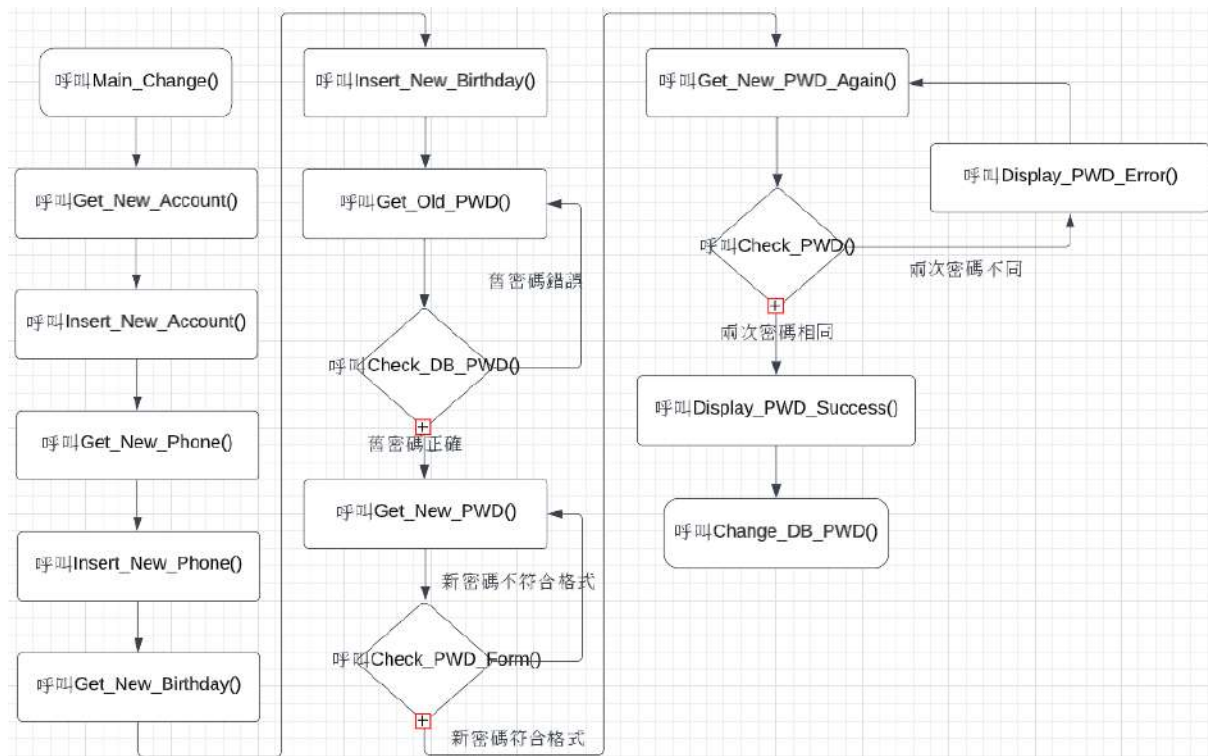 呼叫Main_Change()
呼叫Get_New_Account()
呼叫Insert_New_Account()
呼叫Get_New_Phone()
呼叫Insert_New_Phone()
呼叫Get_New_Birthday()
呼叫Insert_New_Birthday()
呼叫Get_Old_PWD()
舊密碼錯誤
呼叫Check_DB_PWD()
舊密碼正確
呼叫Get_New_PWD()
新密碼不符合格式
呼叫Check_PWD_Form()
新密碼符合格式
呼叫Get_New_PWD_Again()
呼叫Display_PWD_Error()
呼叫Check_PWD()
兩次密碼不同
兩次密碼相同
呼叫Display_PWD_Success()
呼叫Change_DB_PWD()